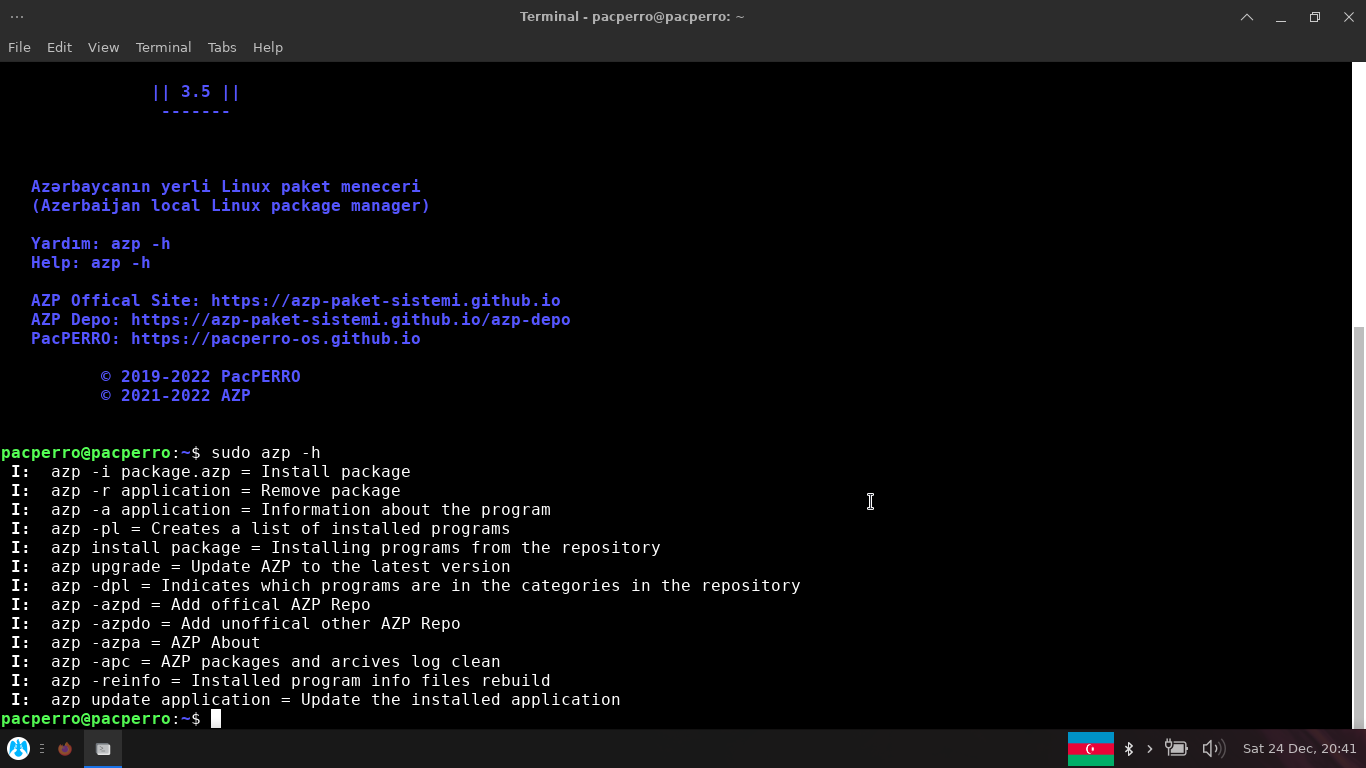 Terminal - pacperro@pacperro: ~
File Edit View Terminal Tabs Help
|| 3.5 ||
-------
Azərbaycanın yerli Linux paket meneceri
(Azerbaijan local Linux package manager)
Yardım: azp -h
Help: azp -h
AZP Offical Site: https://azp-paket-sistemi.github.io
AZP Depo: https://azp-paket-sistemi.github.io/azp-depo
PacPERRO: https://pacperro-os.github.io
© 2019-2022 PacPERRO
© 2021-2022 AZP
pacperro@pacperro:~$ sudo azp -h
I: azp -i package.azp = Install package
I: azp -r application = Remove package
I: azp -a application = Information about the program
I: azp -pl = Creates a list of installed programs
I: azp install package = Installing programs from the repository
I: azp upgrade = Update AZP to the latest version
I: azp -dpl = Indicates which programs are in the categories in the repository
I: azp -azpd = Add offical AZP Repo
I: azp -azpdo = Add unoffical other AZP Repo
I: azp -azpa = AZP About
I: azp -apc = AZP packages and arcives log clean
I: azp -reinfo = Installed program info files rebuild
I: azp update application = Update the installed application
pacperro@pacperro:~$
Sat 24 Dec, 20:41